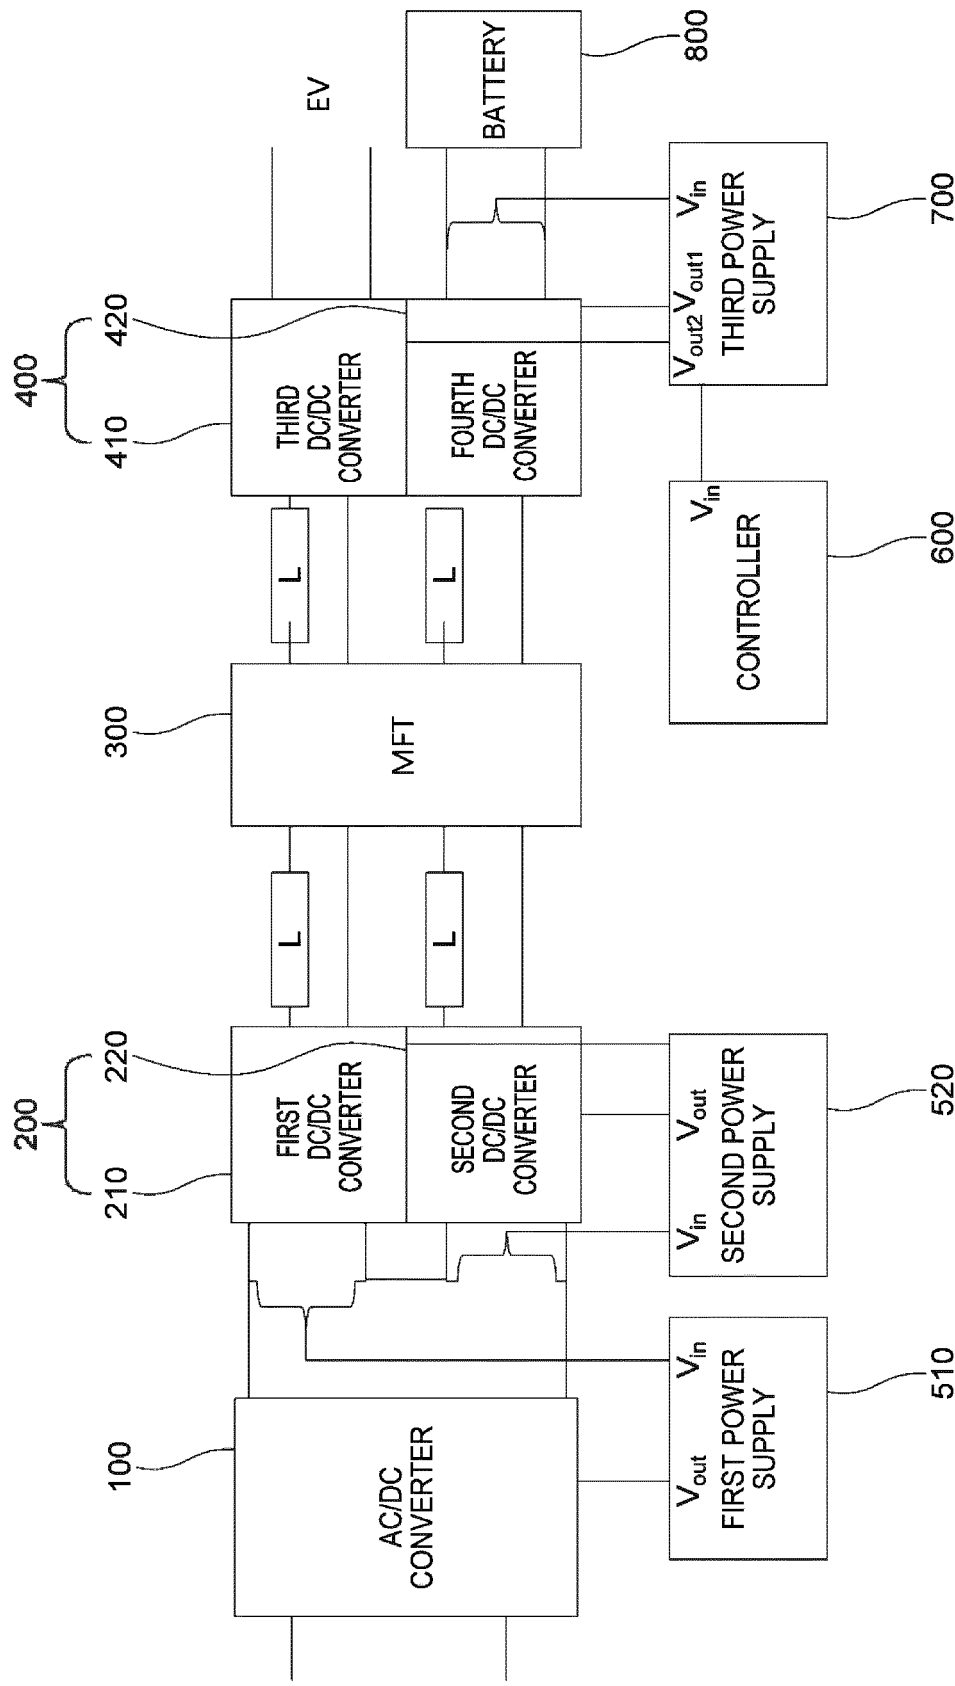 200
400
210
220
300
410
420
100
AC/DC
CONVERTER
FIRST
DC/DC
CONVERTER
SECOND
DC/DC
CONVERTER
L
L
MFT
L
L
THIRD
DC/DC
CONVERTER
FOURTH
DC/DC
CONVERTER
EV
BATTERY
800
Vout
Vin
FIRST POWER
SUPPLY
510
Vin
Vout
SECOND POWER
SUPPLY
520
Vin
CONTROLLER
600
Vout2
Vout1
Vin
THIRD POWER
SUPPLY
700